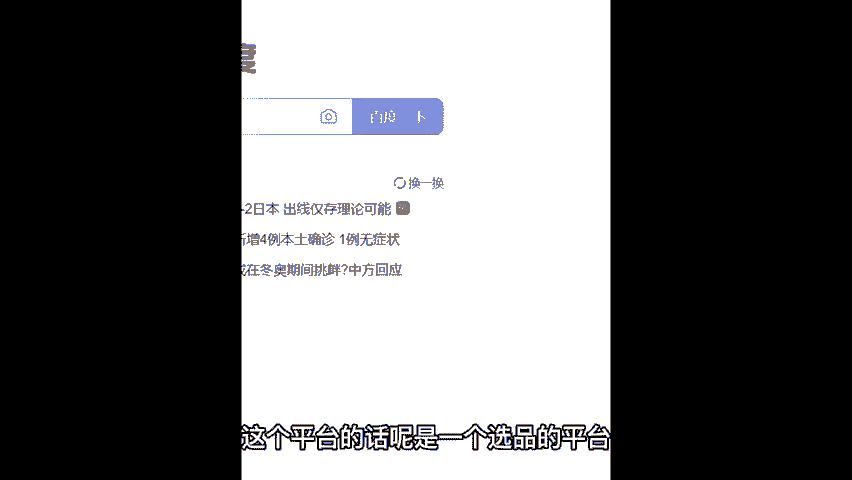 度
百度一下
换一换
-2日本 出线仅存理论可能
新增4例本土确诊 1例无症状
或在冬奥期间挑衅?中方回应
这个平台的话呢是一个选品的平台